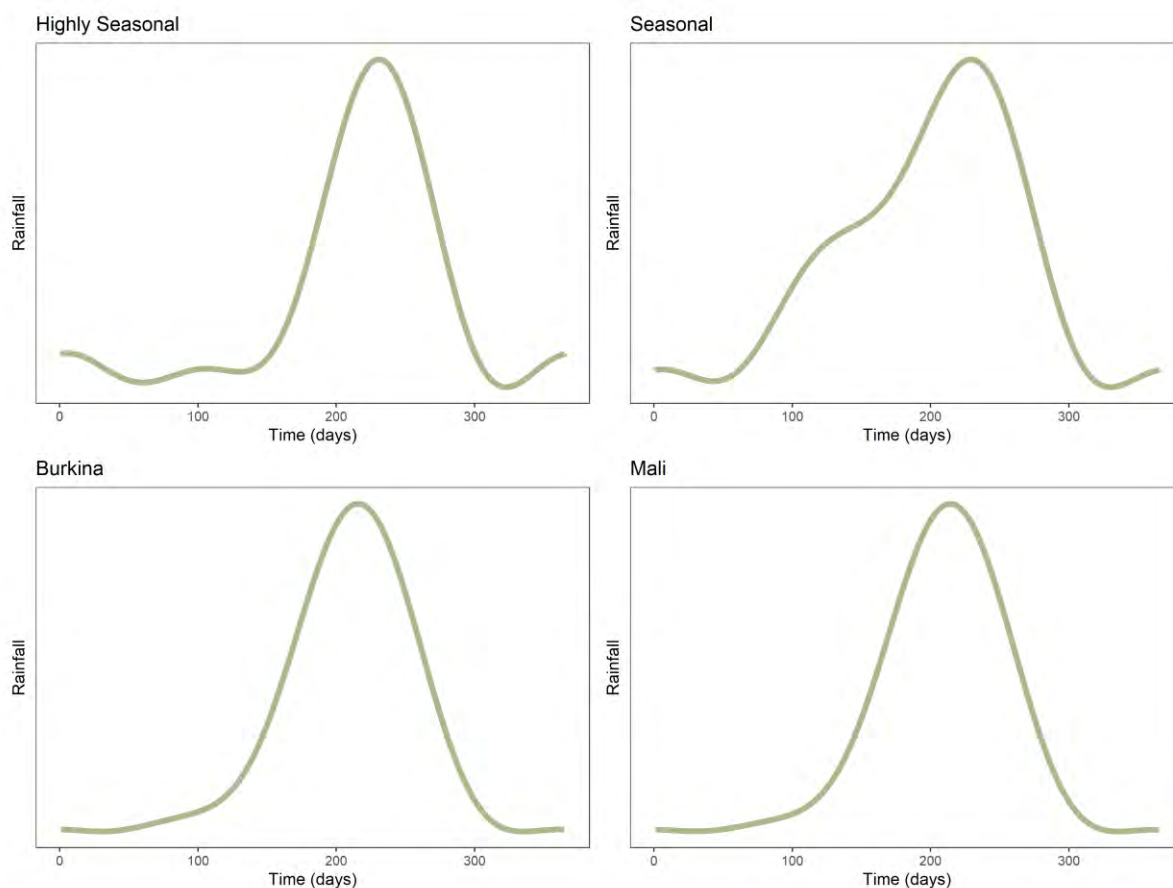 Highly Seasonal
Rainfall
0 100 200 300
Time (days)
Seasonal
Rainfall
0 100 200 300
Time (days)
Burkina
Rainfall
0 100 200 300
Time (days)
Mali
Rainfall
0 100 200 300
Time (days)